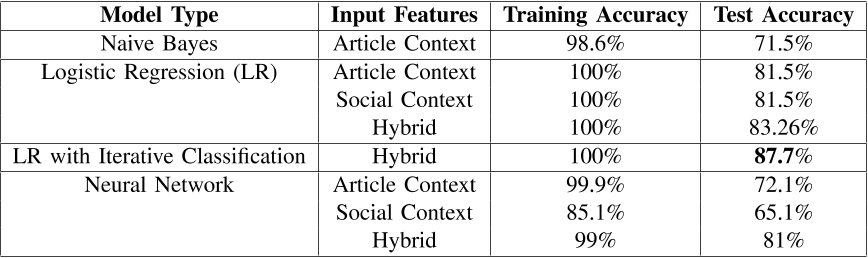 Model Type Input Features Training Accuracy Test Accuracy
Naive Bayes Article Context 98.6% 71.5%
Logistic Regression (LR) Article Context 100% 81.5%
Social Context 100% 81.5%
Hybrid 100% 83.26%
LR with Iterative Classification Hybrid 100% 87.7%
Neural Network Article Context 99.9% 72.1%
Social Context 85.1% 65.1%
Hybrid 99% 81%